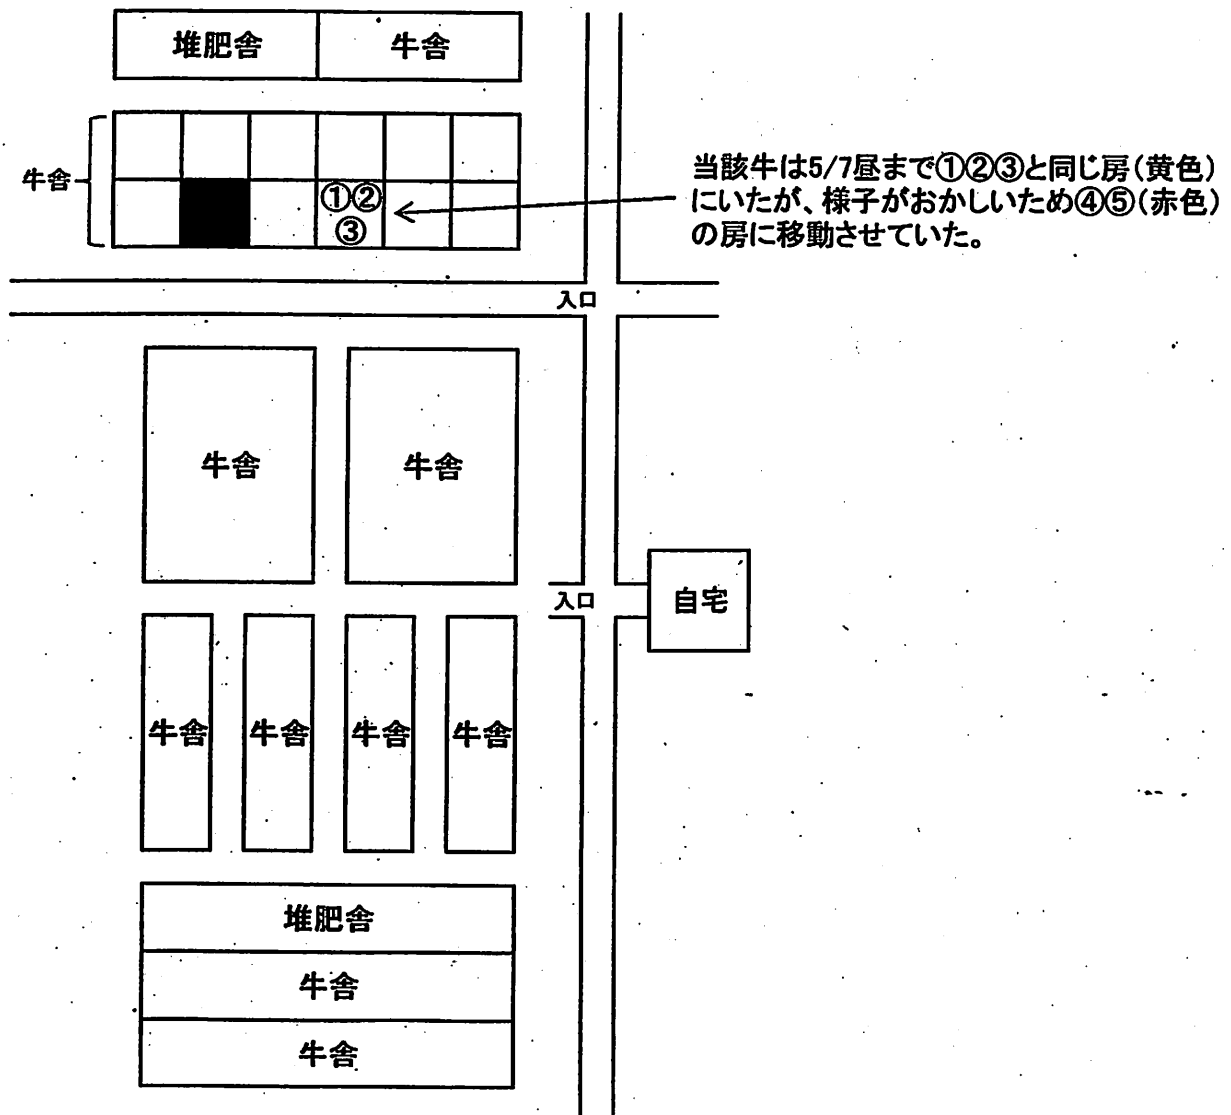 堆肥舎 牛舎
牛舎
①②
③
当該牛は5/7昼まで①②③と同じ房(黄色)
にいたが、様子がおかしいため④⑤(赤色)
の房に移動させていた。
入口
牛舎 牛舎
入口 自宅
牛舎 牛舎 牛舎 牛舎
堆肥舎
牛舎
牛舎